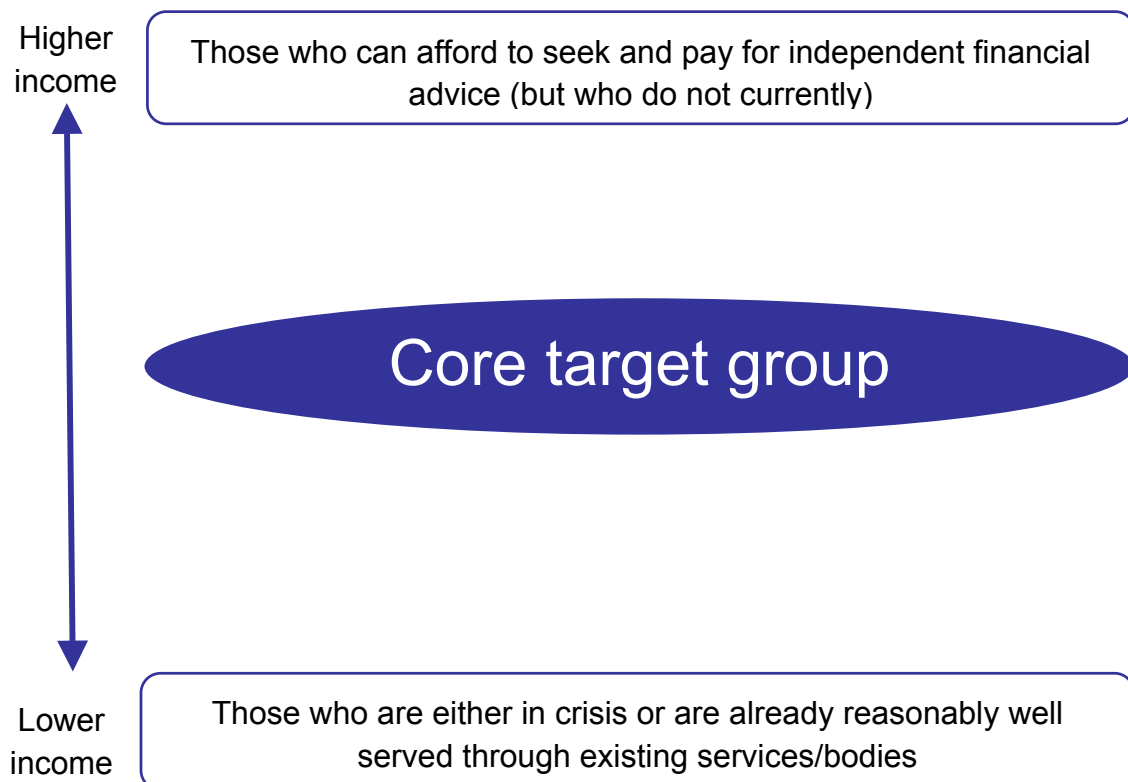 Higher
income
Those who can afford to seek and pay for independent financial
advice (but who do not currently)
Core target group
Lower
income
Those who are either in crisis or are already reasonably well
served through existing services/bodies